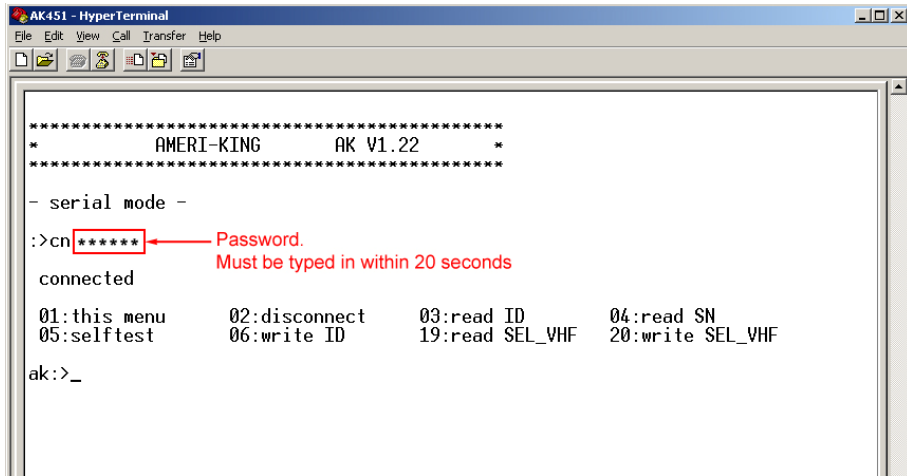 AK451 - HyperTerminal
File Edit View Call Transfer Help
*********************************************
* AMERI-KING AK V1.22 *
*********************************************
- serial mode -
:>cn ****** Password.
Must be typed in within 20 seconds
connected
01:this menu 02:disconnect 03:read ID 04:read SN
05:selftest 06:write ID 19:read SEL_VHF 20:write SEL_VHF
ak:>_